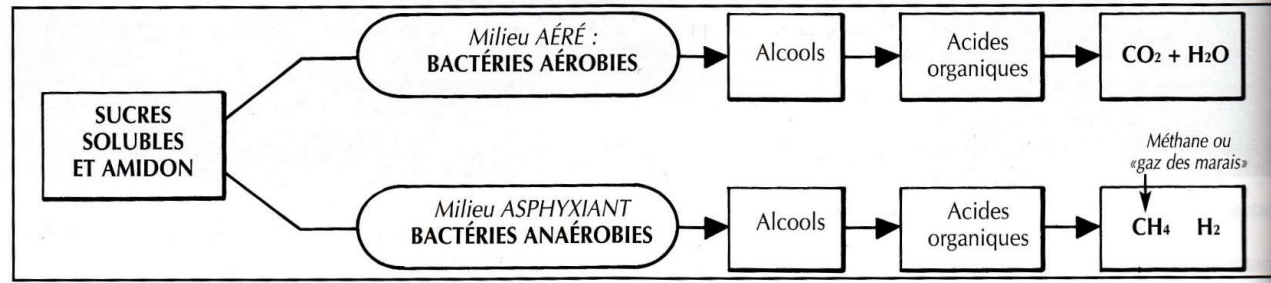 SUCRES
SOLUBLES
ET AMIDON
Milieu AÉRÉ :
BACTÉRIES AÉROBIES
Alcools
Acides
organiques
CO2 + H2O
Milieu ASPHYXIANT
BACTÉRIES ANAÉROBIES
Alcools
Acides
organiques
Méthane ou
«gaz des marais»
CH4 H2